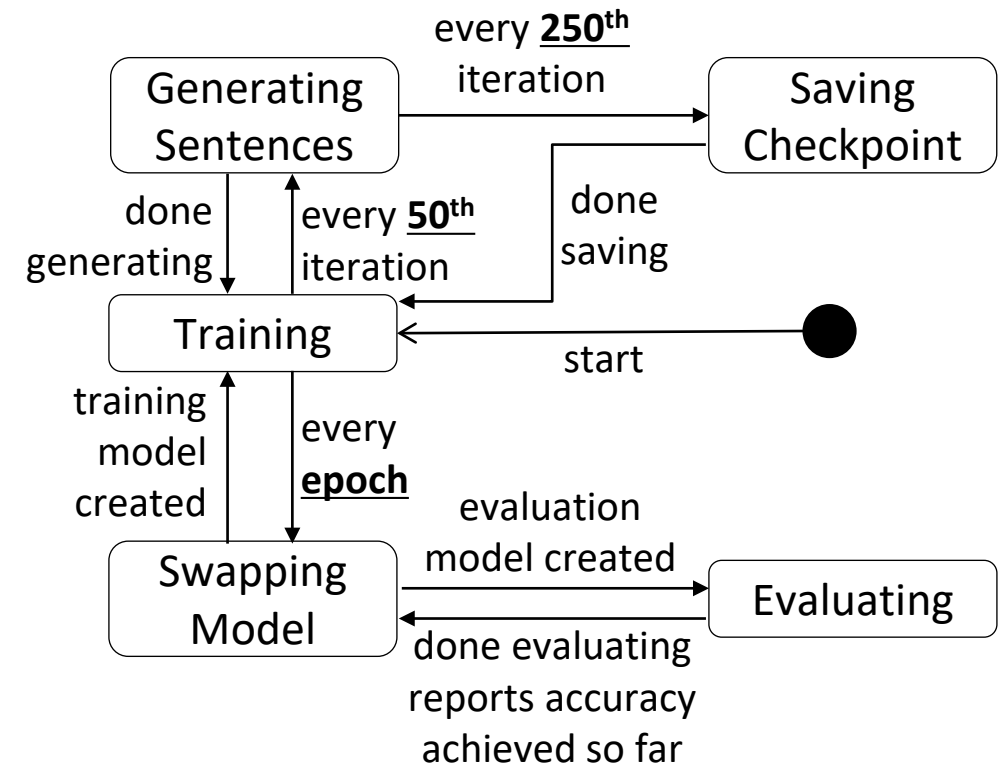 every 250th
iteration
Generating
Sentences
Saving
Checkpoint
done
generating
every 50th
iteration
done
saving
Training
start
training
model
created
every
epoch
evaluation
model created
Swapping
Model
Evaluating
done evaluating
reports accuracy
achieved so far